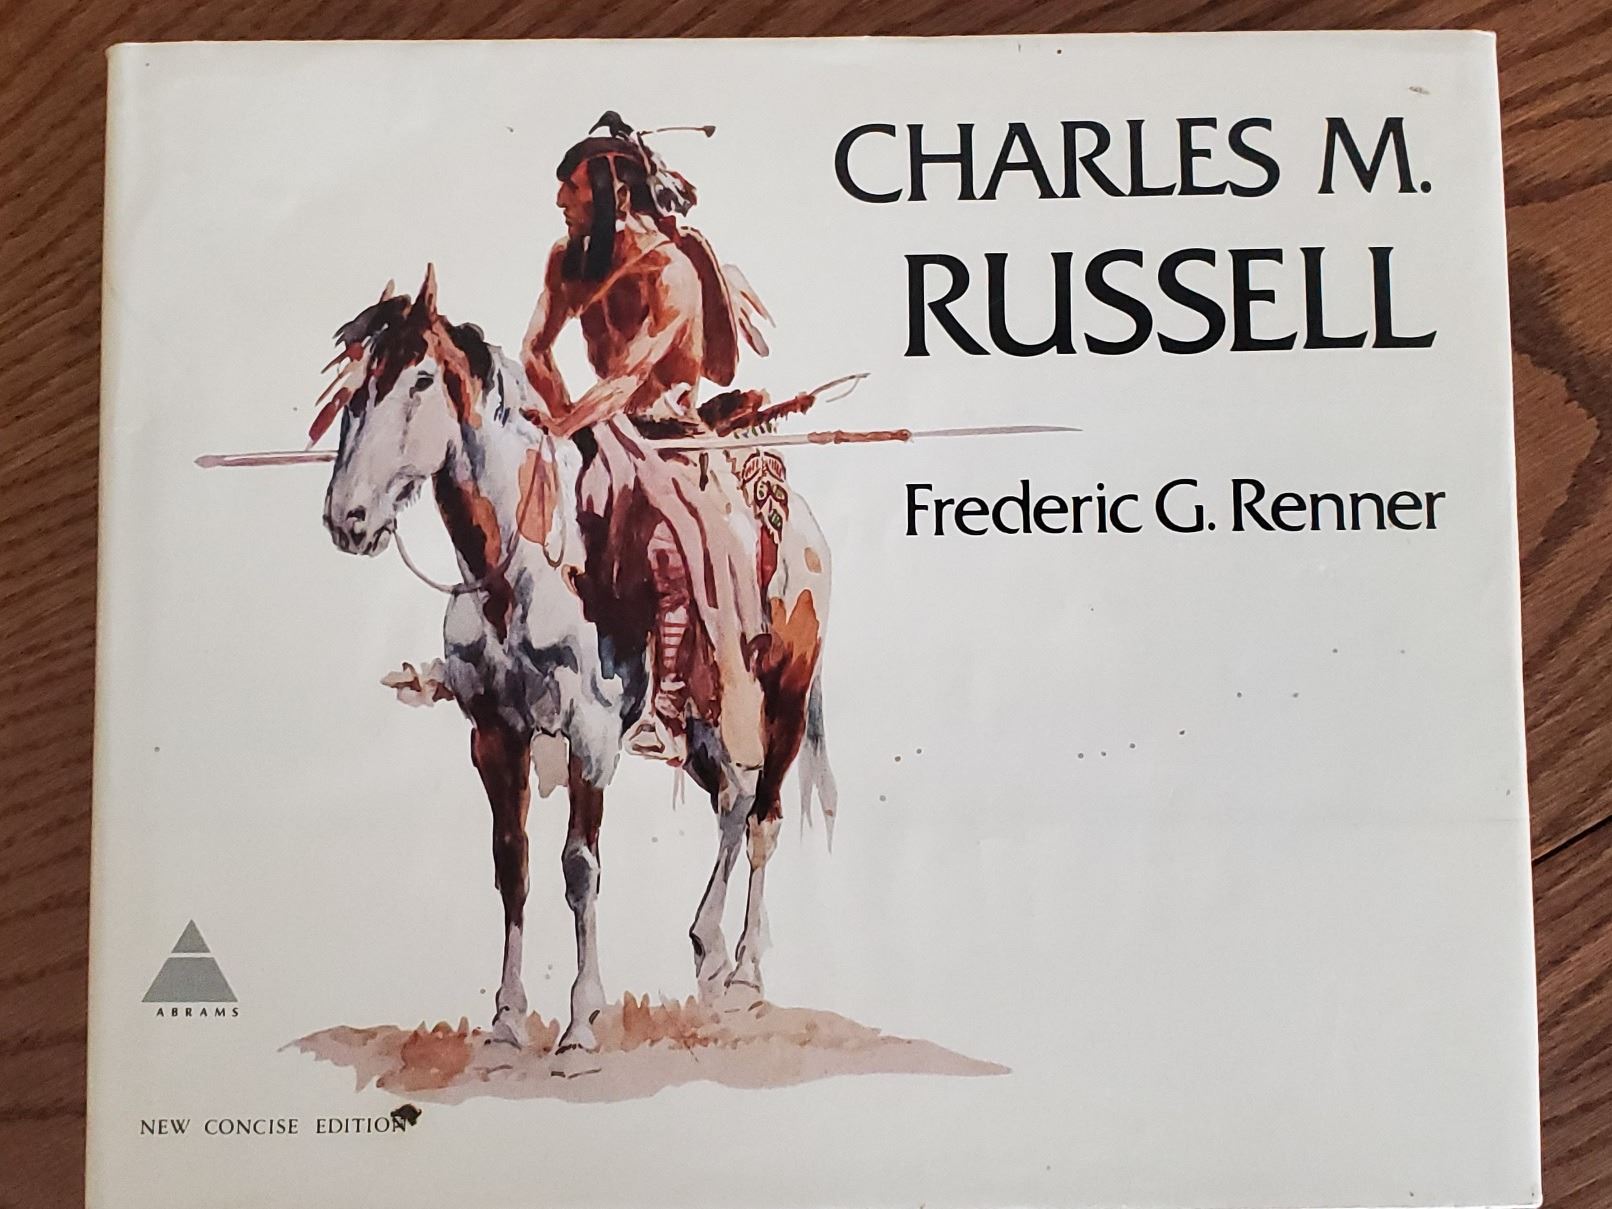 CHARLES M.
RUSSELL
Frederic G. Renner
ABRAMS
NEW CONCISE EDITION